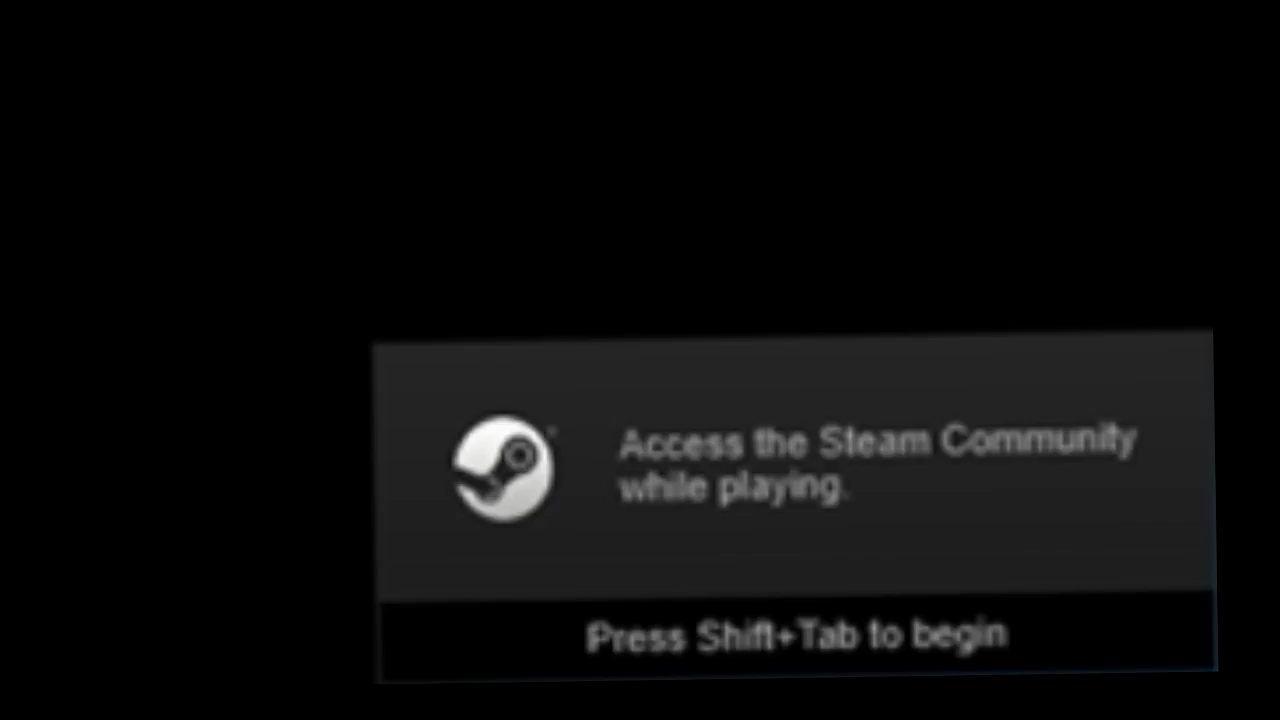 Access the Steam Community
while playing.
Press Shift+Tab to begin